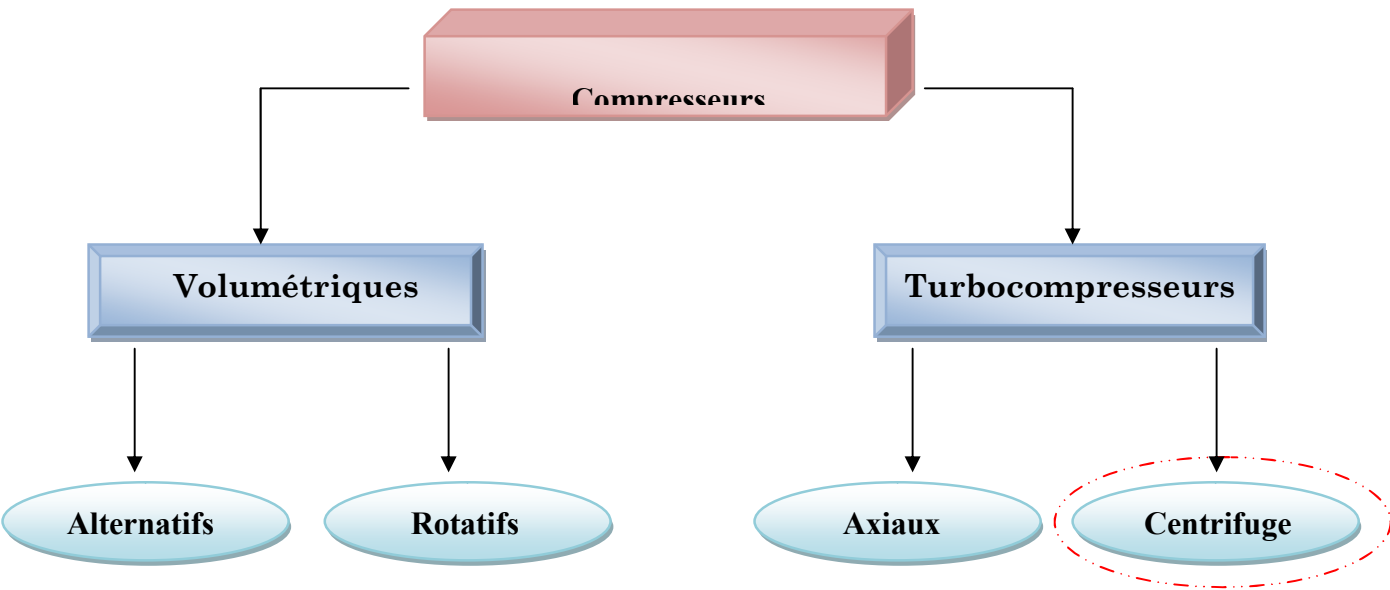 Compresseurs
Volumétriques
Turbocompresseurs
Alternatifs
Rotatifs
Axiaux
Centrifuge